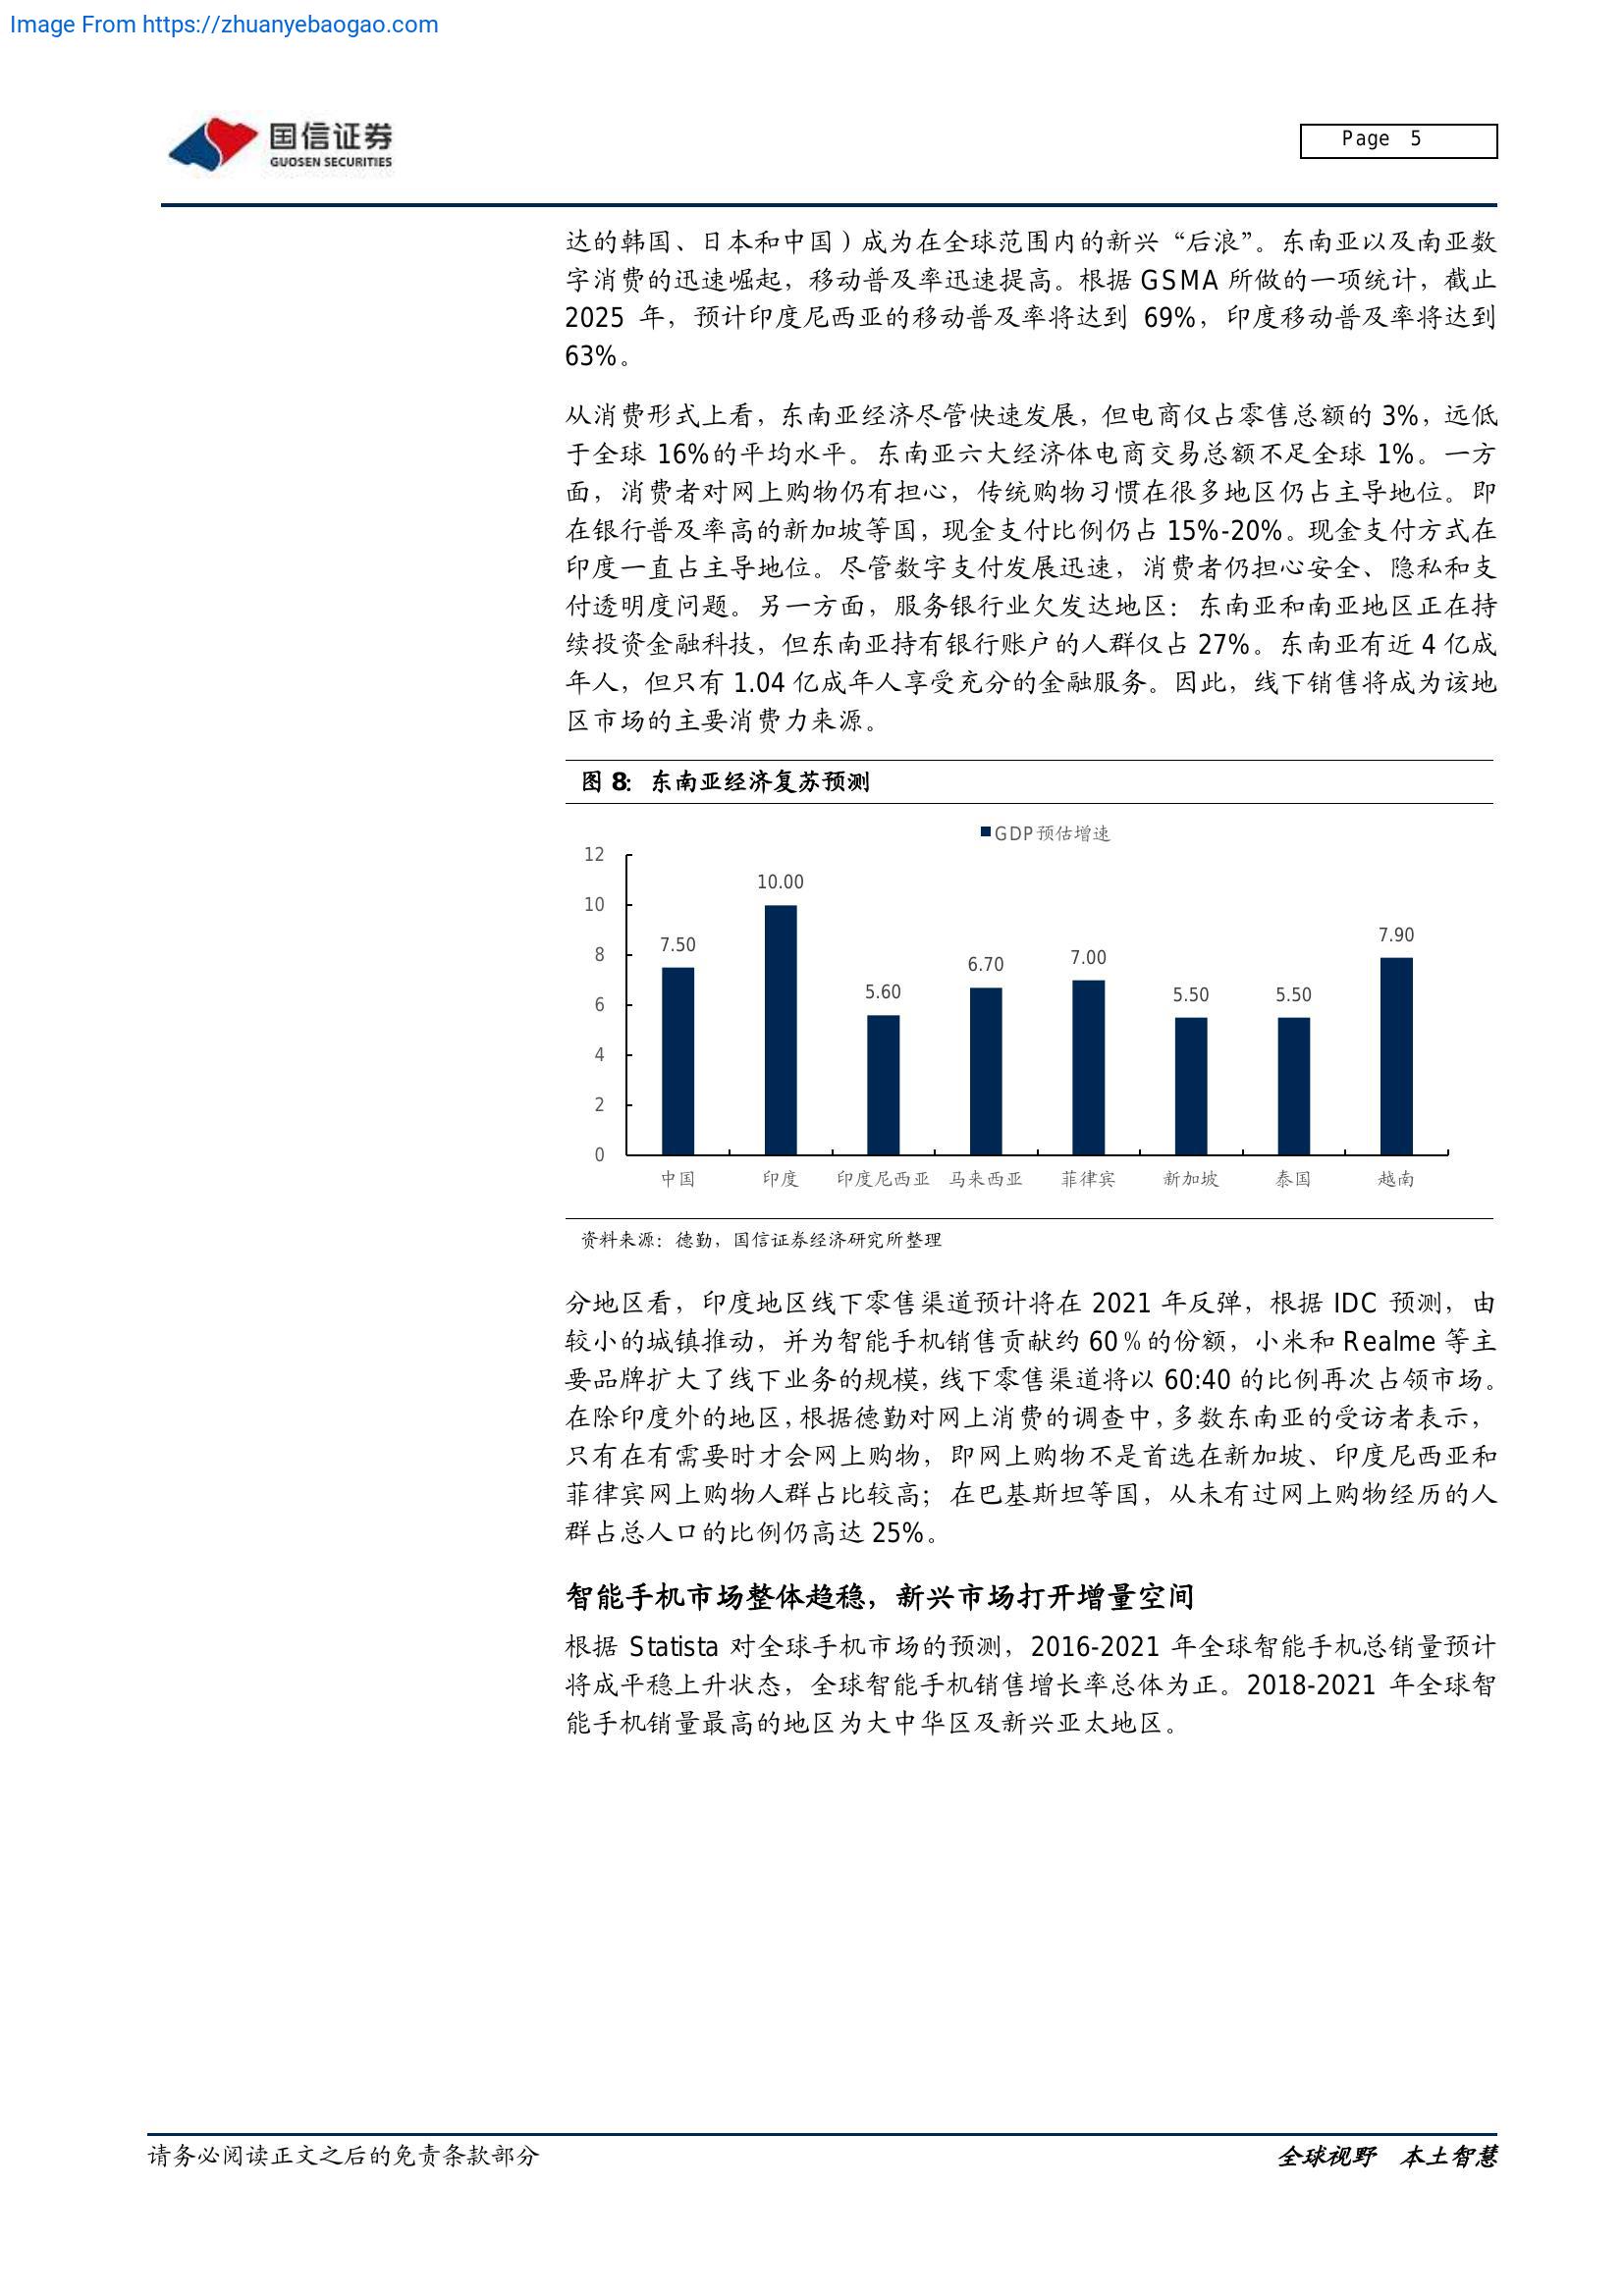 Image From https://zhuanyebaogao.com
国信证券
GUOSEN SECURITIES
Page 5
达的韩国、日本和中国）成为在全球范围内的新兴“后浪”。东南亚以及南亚数
字消费的迅速崛起，移动普及率迅速提高。根据 GSMA 所做的一项统计，截止
2025 年，预计印度尼西亚的移动普及率将达到 69%，印度移动普及率将达到
63%。
从消费形式上看，东南亚经济尽管快速发展，但电商仅占零售总额的 3%，远低
于全球 16%的平均水平。东南亚六大经济体电商交易总额不足全球 1%。一方
面，消费者对网上购物仍有担心，传统购物习惯在很多地区仍占主导地位。即
在银行普及率高的新加坡等国，现金支付比例仍占 15%-20%。现金支付方式在
印度一直占主导地位。尽管数字支付发展迅速，消费者仍担心安全、隐私和支
付透明度问题。另一方面，服务银行业欠发达地区：东南亚和南亚地区正在持
续投资金融科技，但东南亚持有银行账户的人群仅占 27%。东南亚有近 4 亿成
年人，但只有 1.04 亿成年人享受充分的金融服务。因此，线下销售将成为该地
区市场的主要消费力来源。
图 8：东南亚经济复苏预测
GDP预估增速
12
10
8
6
4
2
0
7.50
10.00
5.60
6.70
7.00
5.50
5.50
7.90
中国 印度 印度尼西亚 马来西亚 菲律宾 新加坡 泰国 越南
资料来源：德勤，国信证券经济研究所整理
分地区看，印度地区线下零售渠道预计将在 2021 年反弹，根据 IDC 预测，由
较小的城镇推动，并为智能手机销售贡献约 60％的份额，小米和 Realme 等主
要品牌扩大了线下业务的规模，线下零售渠道将以 60:40 的比例再次占领市场。
在除印度外的地区，根据德勤对网上消费的调查中，多数东南亚的受访者表示，
只有在有需要时才会网上购物，即网上购物不是首选在新加坡、印度尼西亚和
菲律宾网上购物人群占比较高；在巴基斯坦等国，从未有过网上购物经历的人
群占总人口的比例仍高达 25%。
智能手机市场整体趋稳，新兴市场打开增量空间
根据 Statista 对全球手机市场的预测，2016-2021 年全球智能手机总销量预计
将成平稳上升状态，全球智能手机销售增长率总体为正。2018-2021 年全球智
能手机销量最高的地区为大中华区及新兴亚太地区。
请务必阅读正文之后的免责条款部分
全球视野 本土智慧